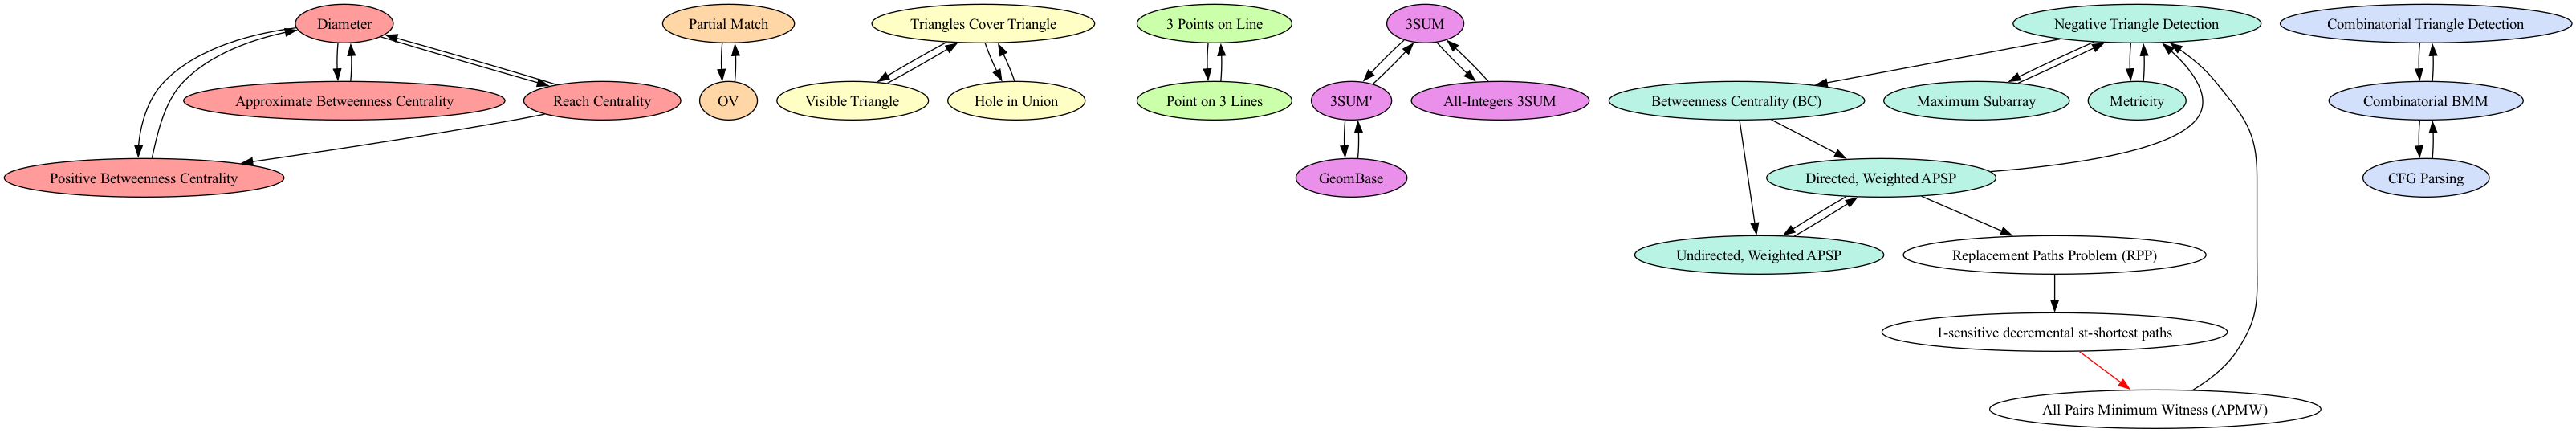 Diameter
Partial Match
Triangles Cover Triangle
3 Points on Line
3SUM
Negative Triangle Detection
Combinatorial Triangle Detection
Approximate Betweenness Centrality
Reach Centrality
OV
Visible Triangle
Hole in Union
Point on 3 Lines
3SUM'
All-Integers 3SUM
Betweenness Centrality (BC)
Maximum Subarray
Metricity
Combinatorial BMM
Positive Betweenness Centrality
GeomBase
Directed, Weighted APSP
CFG Parsing
Undirected, Weighted APSP
Replacement Paths Problem (RPP)
1-sensitive decremental st-shortest paths
All Pairs Minimum Witness (APMW)